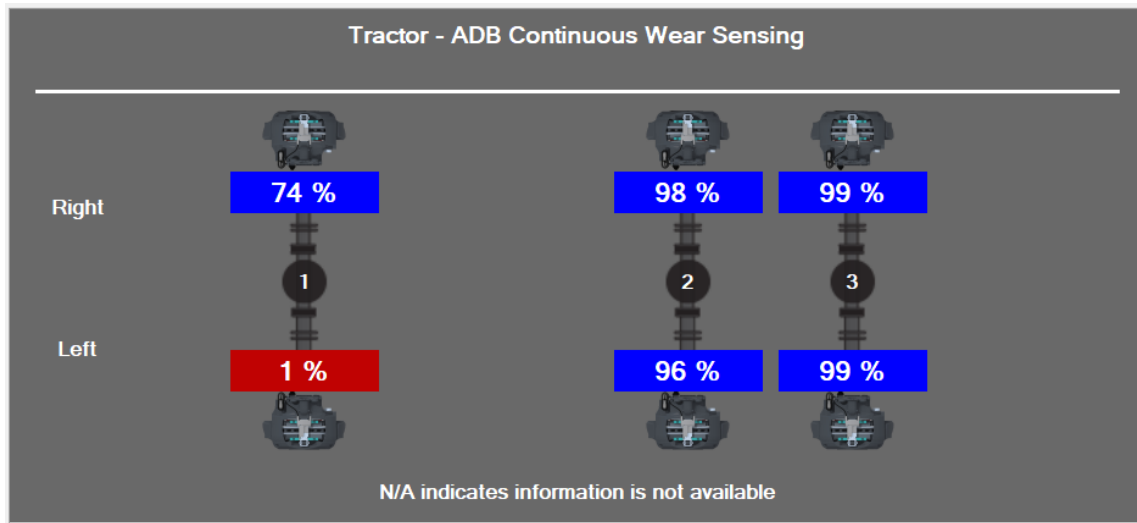 Tractor - ADB Continuous Wear Sensing
74 % 98 % 99 %
Right
1 2 3
Left
1 % 96 % 99 %
N/A indicates information is not available